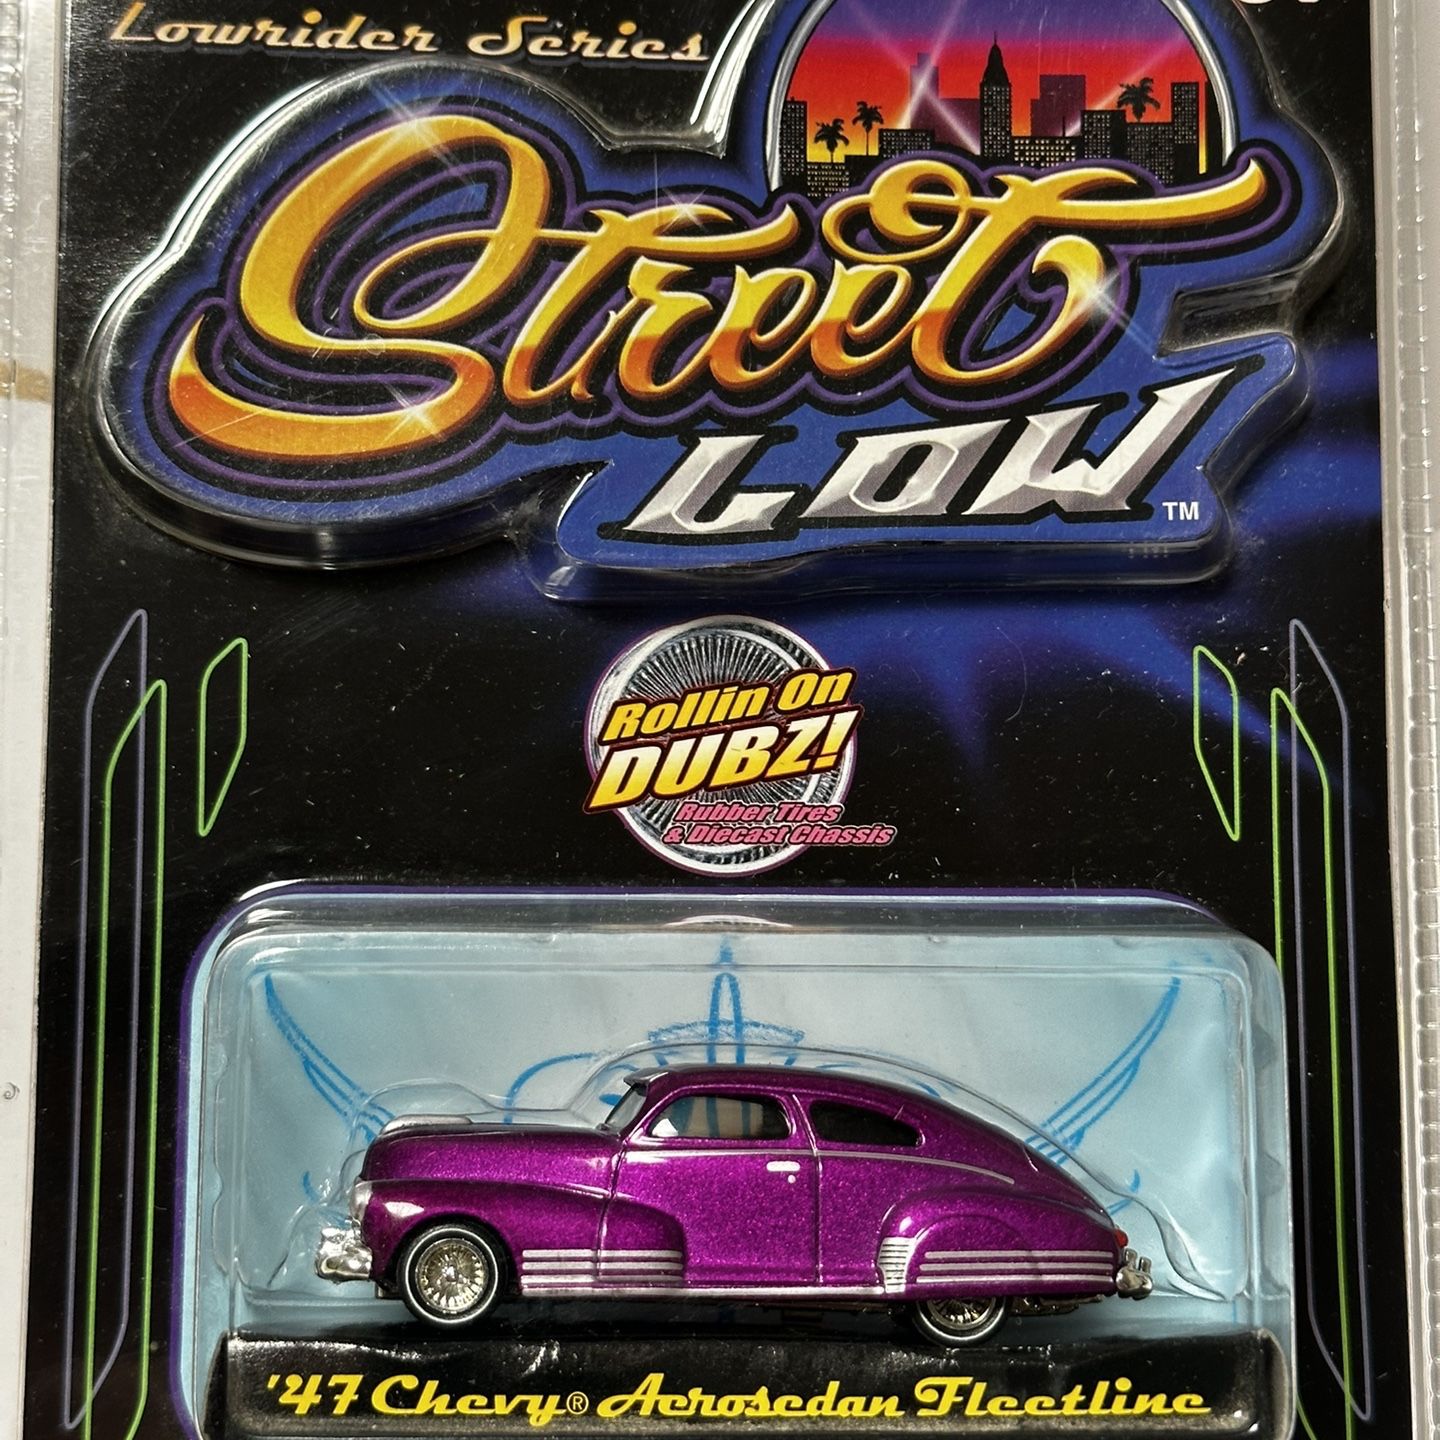 Lowrider Series
Street
LOW
TM
Rollin On
DUBZ!
Rubber Tires
& Diecast Chassis
'47 Chevy® Aerosedan Fleetline